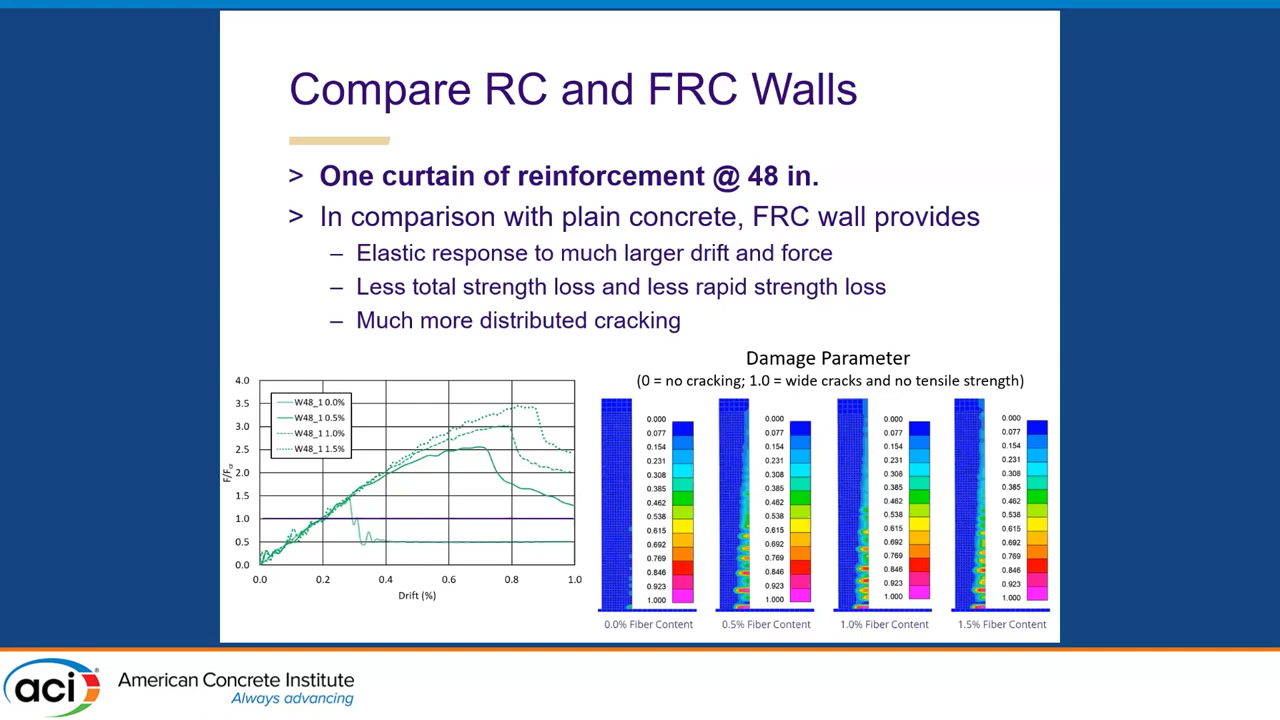 Compare RC and FRC Walls
> One curtain of reinforcement @ 48 in.
> In comparison with plain concrete, FRC wall provides
– Elastic response to much larger drift and force
– Less total strength loss and less rapid strength loss
– Much more distributed cracking
Damage Parameter
(0 = no cracking; 1.0 = wide cracks and no tensile strength)
4.0
3.5
3.0
2.5
2.0
1.5
1.0
0.5
0.0
F/Fcr
W48_1 0.0%
W48_1 0.5%
W48_1 1.0%
W48_1 1.5%
0.0 0.2 0.4 0.6 0.8 1.0
Drift (%)
0.000 0.000 0.000 0.000
0.077 0.077 0.077 0.077
0.154 0.154 0.154 0.154
0.231 0.231 0.231 0.231
0.308 0.308 0.308 0.308
0.385 0.385 0.385 0.385
0.462 0.462 0.462 0.462
0.538 0.538 0.538 0.538
0.615 0.615 0.615 0.615
0.692 0.692 0.692 0.692
0.769 0.769 0.769 0.769
0.846 0.846 0.846 0.846
0.923 0.923 0.923 0.923
1.000 1.000 1.000 1.000
0.0% Fiber Content 0.5% Fiber Content 1.0% Fiber Content 1.5% Fiber Content
aci®
American Concrete Institute
Always advancing